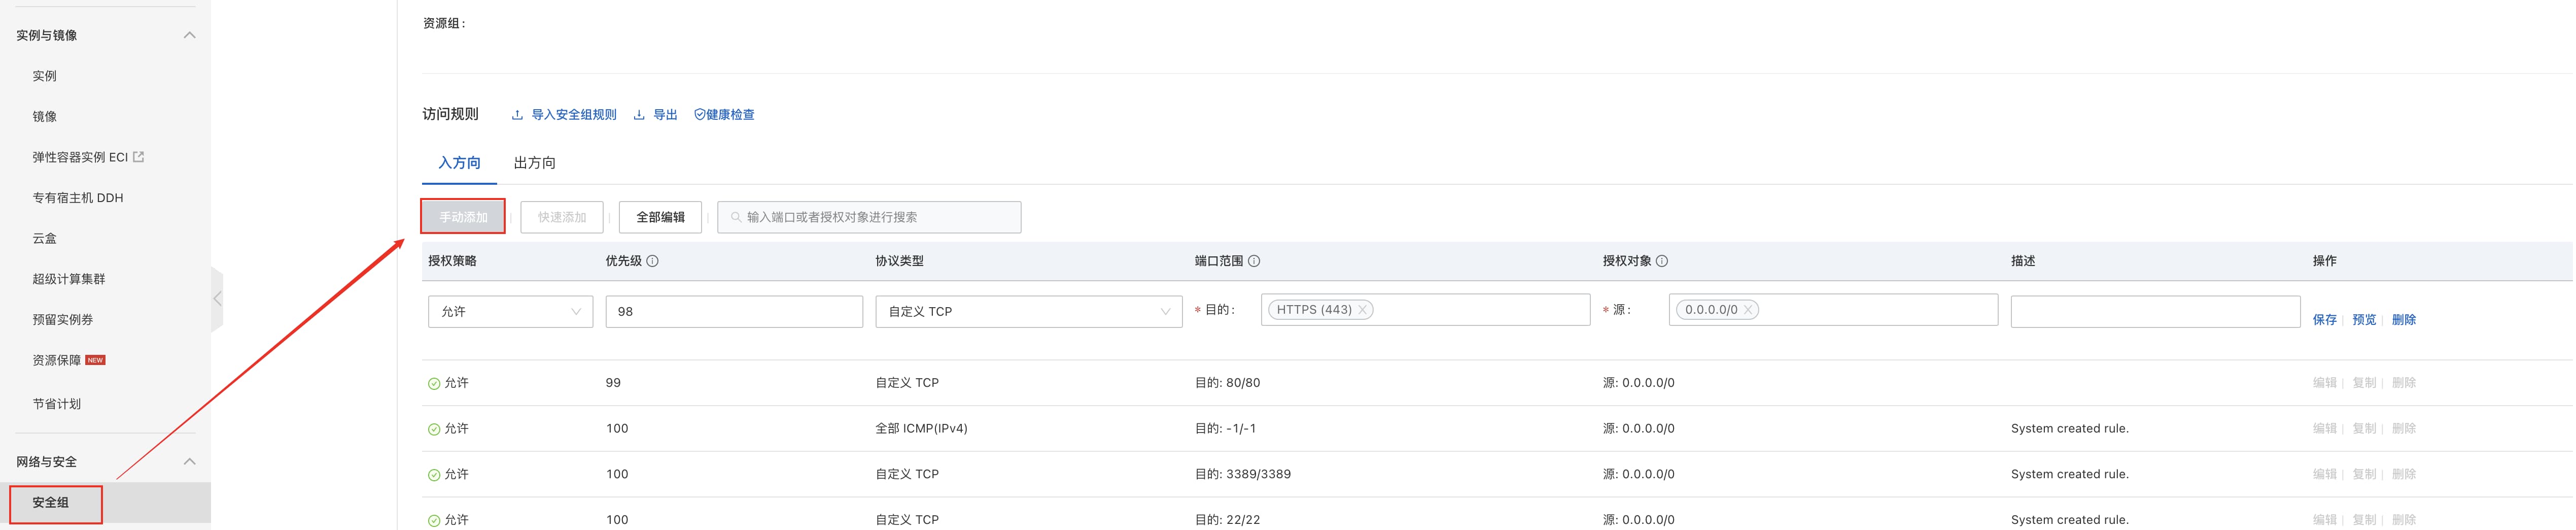 实例与镜像
实例
镜像
弹性容器实例 ECI
专有宿主机 DDH
云盒
超级计算集群
预留实例券
资源保障 NEW
节省计划
网络与安全
安全组
资源组:
访问规则 导入安全组规则 导出 健康检查
入方向 出方向
手动添加 快速添加 全部编辑 输入端口或者授权对象进行搜索
授权策略 优先级 协议类型 端口范围 授权对象 描述 操作
允许 98 自定义 TCP * 目的: HTTPS (443) * 源: 0.0.0.0/0 保存 预览 删除
允许 99 自定义 TCP 目的: 80/80 源: 0.0.0.0/0 编辑 复制 删除
允许 100 全部 ICMP(IPv4) 目的: -1/-1 源: 0.0.0.0/0 System created rule. 编辑 复制 删除
允许 100 自定义 TCP 目的: 3389/3389 源: 0.0.0.0/0 System created rule. 编辑 复制 删除
允许 100 自定义 TCP 目的: 22/22 源: 0.0.0.0/0 System created rule. 编辑 复制 删除